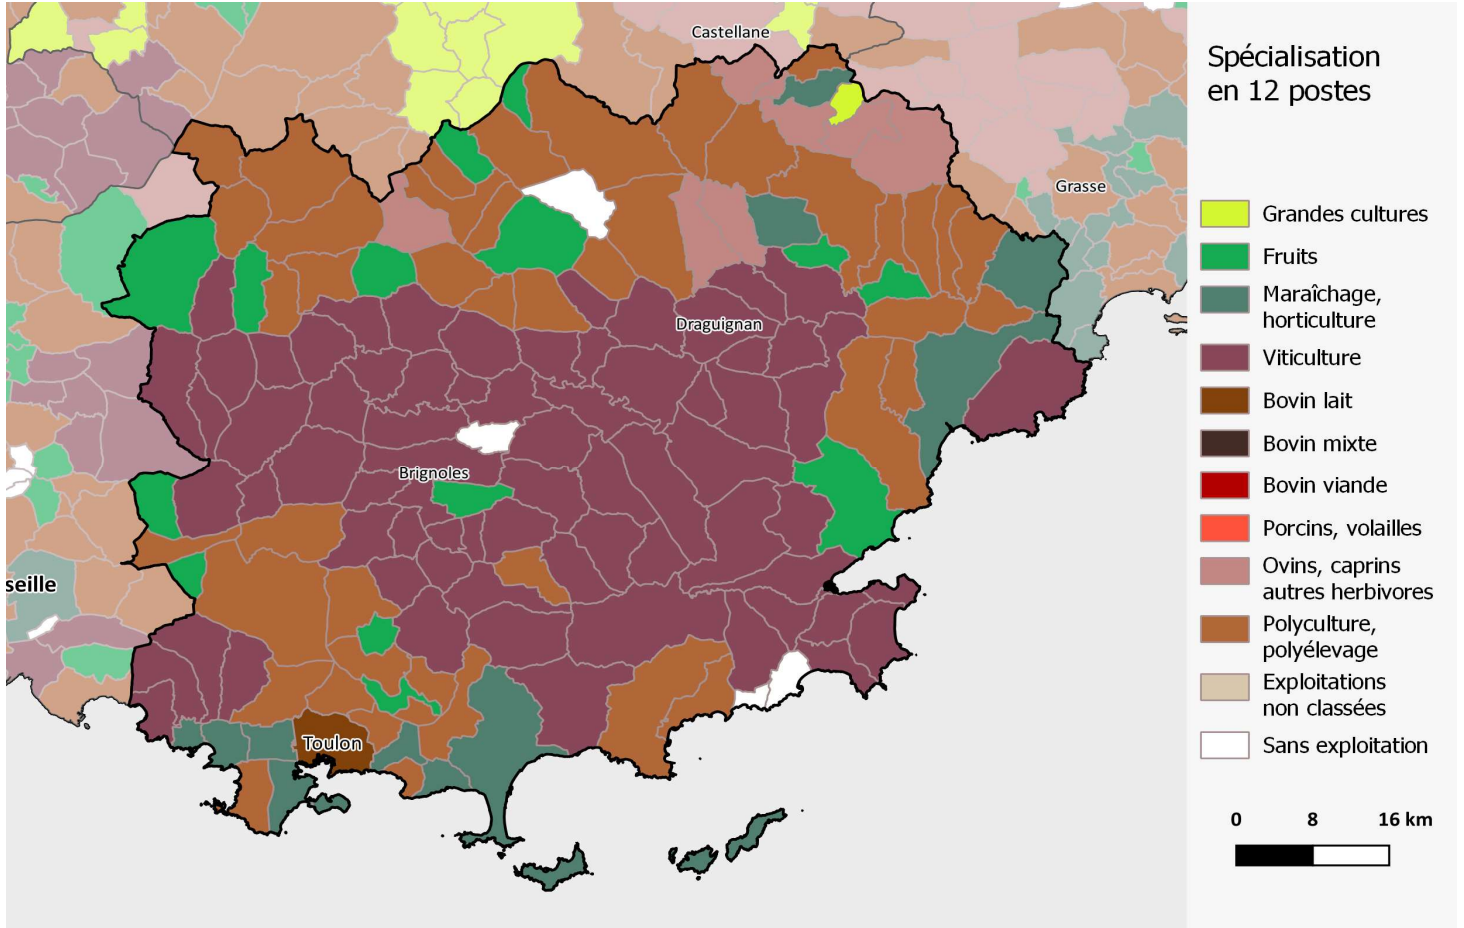 Castellane
Grasse
Draguignan
Brignoles
seille
Toulon
Spécialisation
en 12 postes
Grandes cultures
Fruits
Maraîchage,
horticulture
Viticulture
Bovin lait
Bovin mixte
Bovin viande
Porcins, volailles
Ovins, caprins
autres herbivores
Polyculture,
polyélevage
Exploitations
non classées
Sans exploitation
0 8 16 km